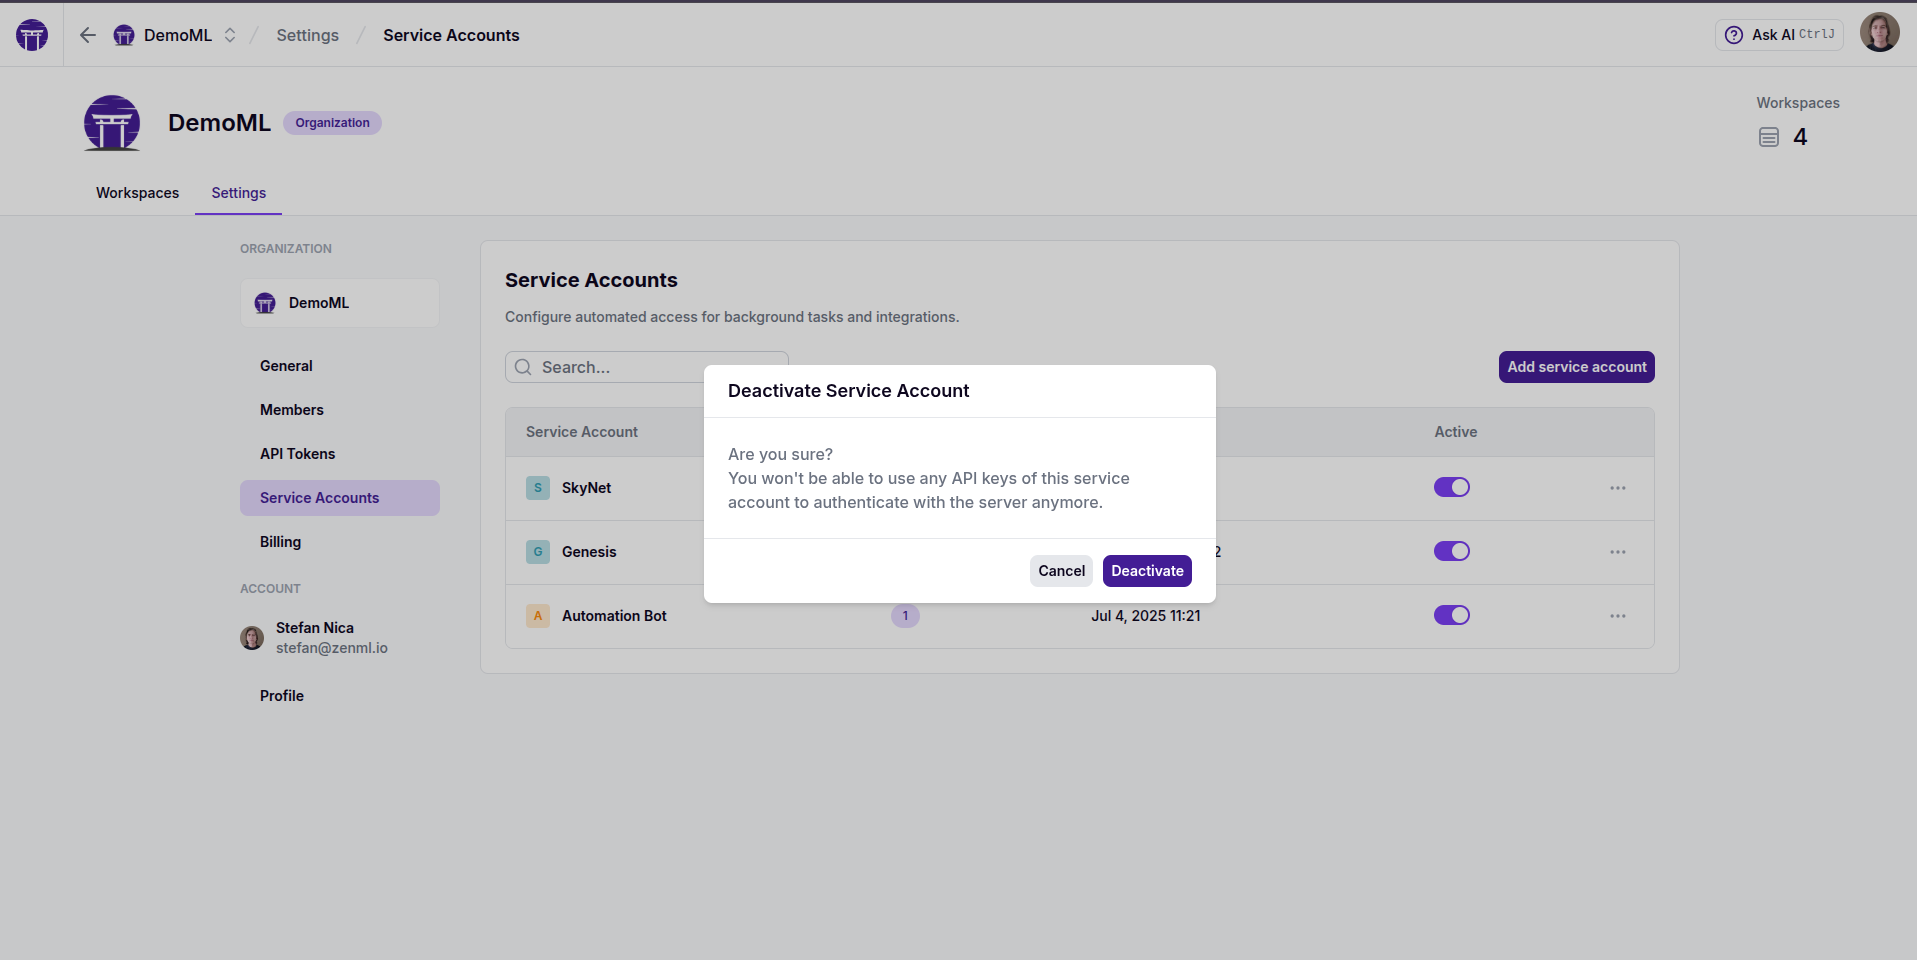 DemoML / Settings / Service Accounts
Ask AI CtrlJ
DemoML Organization
Workspaces
4
Workspaces Settings
ORGANIZATION
DemoML
General
Members
API Tokens
Service Accounts
Billing
ACCOUNT
Stefan Nica
stefan@zenml.io
Profile
Service Accounts
Configure automated access for background tasks and integrations.
Search...
Add service account
Service Account Active
S SkyNet
G Genesis 2
A Automation Bot 1 Jul 4, 2025 11:21
Deactivate Service Account
Are you sure?
You won't be able to use any API keys of this service
account to authenticate with the server anymore.
Cancel Deactivate